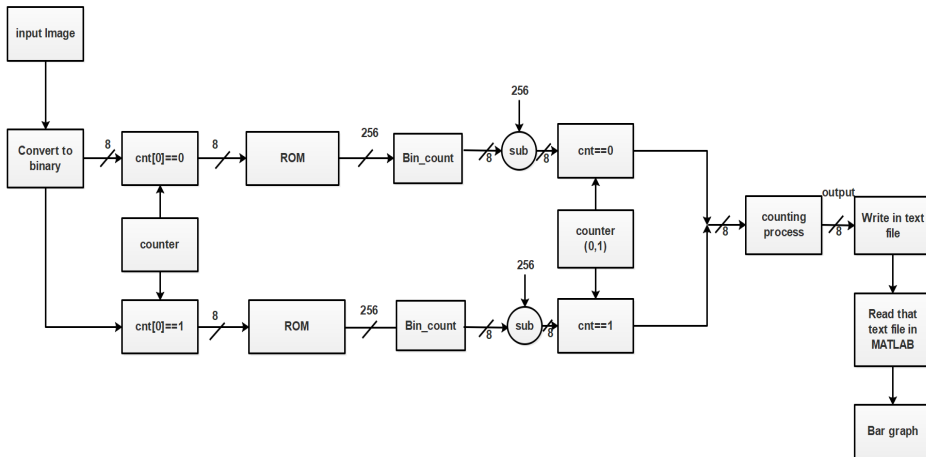 input Image
Convert to
binary
8
cnt[0]==0
8
ROM
256
Bin_count
8
256
sub
8
cnt==0
counter
counter
(0,1)
cnt[0]==1
8
ROM
256
Bin_count
8
256
sub
8
cnt==1
8
counting
process
output
8
Write in text
file
Read that
text file in
MATLAB
Bar graph